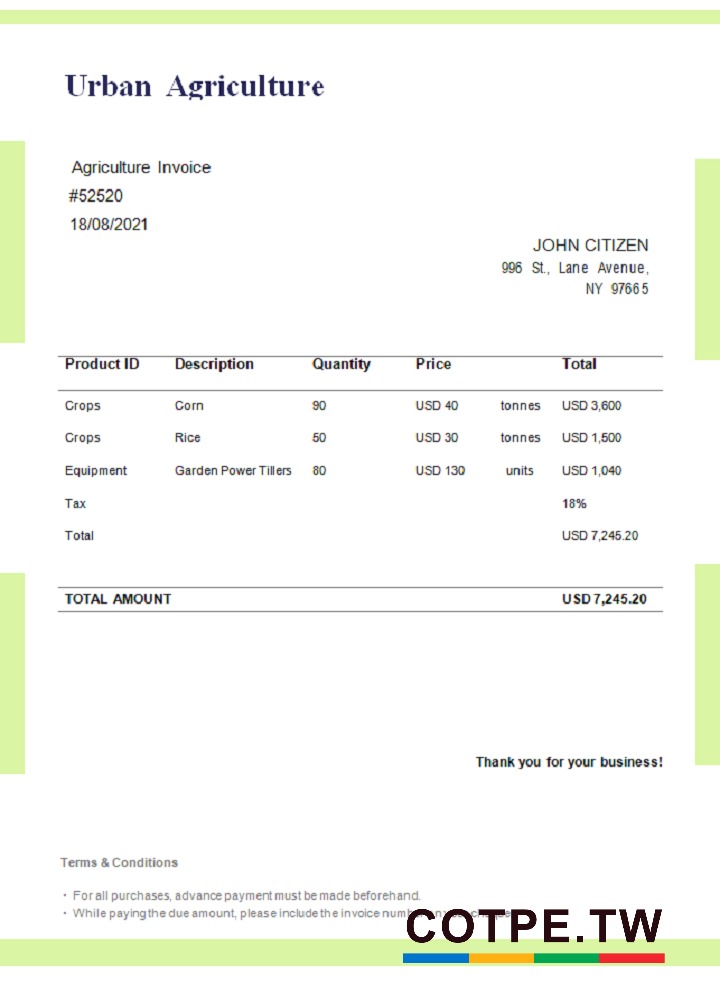 Urban Agriculture
Agriculture Invoice
#52520
18/08/2021
JOHN CITIZEN
996 St., Lane Avenue,
NY 97665
Product ID Description Quantity Price Total
Crops Corn 90 USD 40 tonnes USD 3,600
Crops Rice 50 USD 30 tonnes USD 1,500
Equipment Garden Power Tillers 80 USD 130 units USD 1,040
Tax 18%
Total USD 7,245.20
TOTAL AMOUNT USD 7,245.20
Thank you for your business!
Terms & Conditions
• For all purchases, advance payment must be made beforehand.
• While paying the due amount, please include the invoice
COTPE.TW